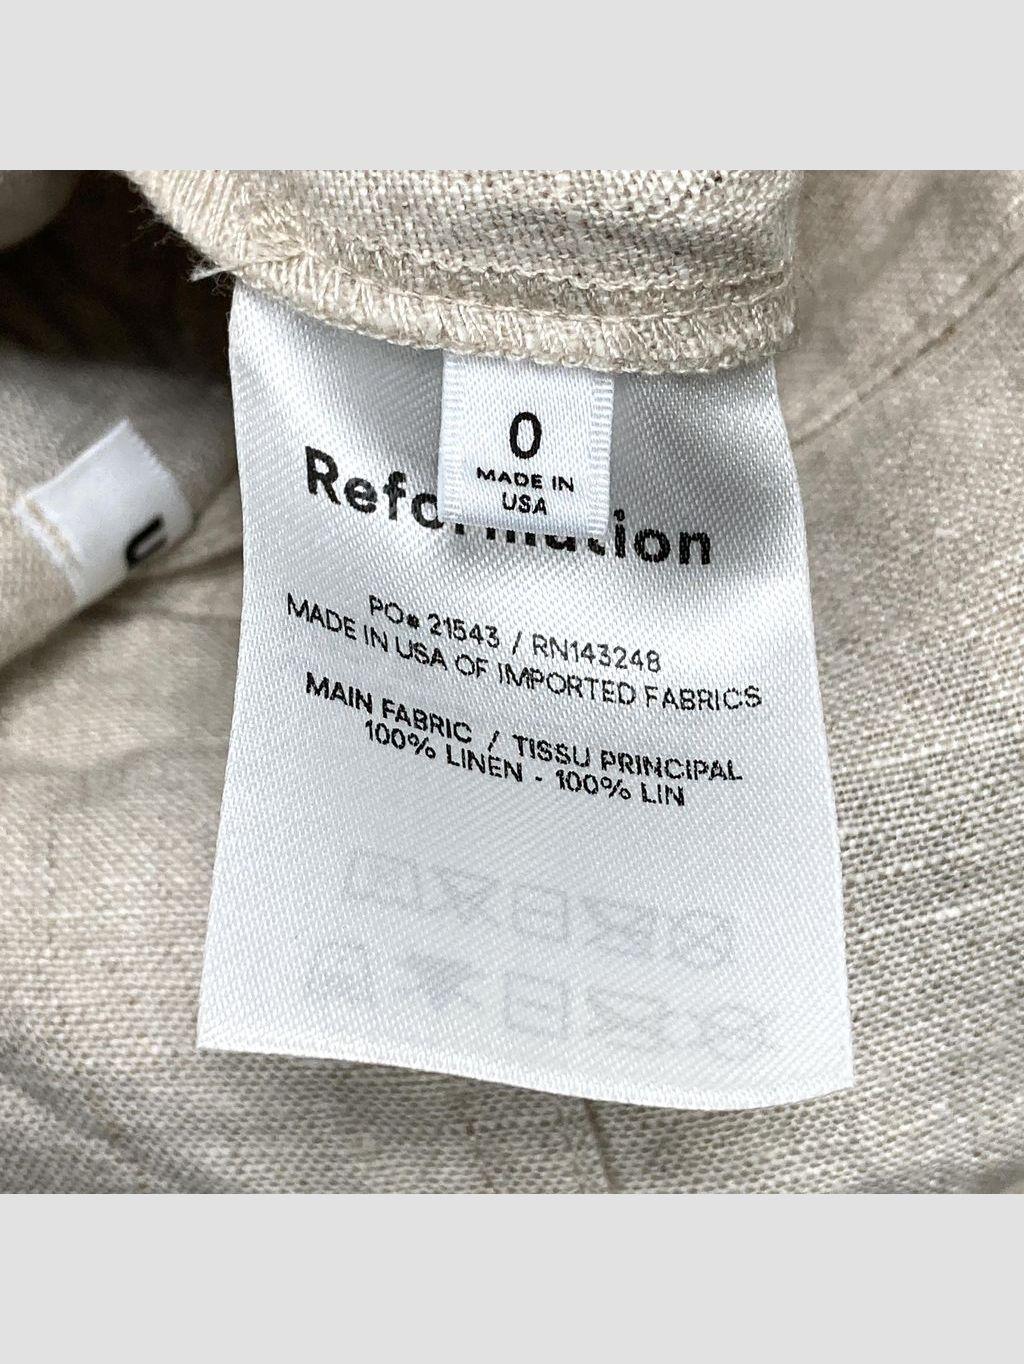 0
MADE IN
USA
Reformation
PO# 21543 / RN143248
MADE IN USA OF IMPORTED FABRICS
MAIN FABRIC / TISSU PRINCIPAL
100% LINEN - 100% LIN